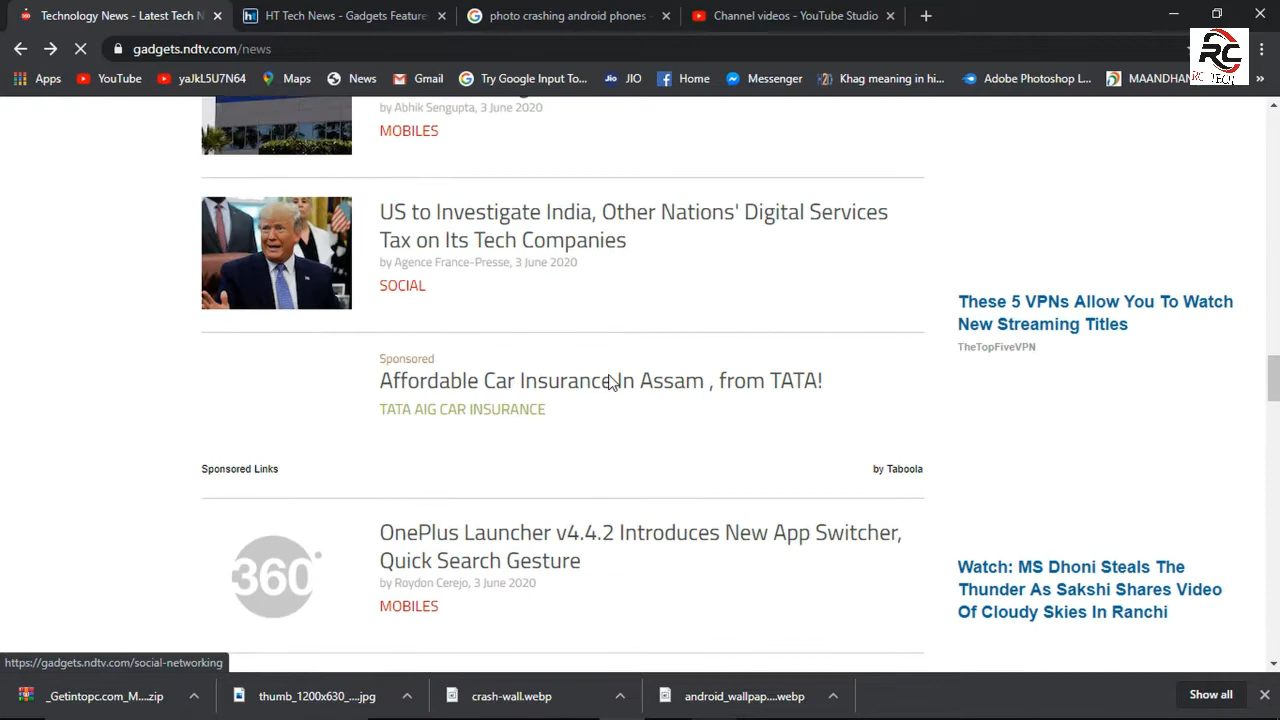 Technology News - Latest Tech N
HT Tech News - Gadgets Feature
photo crashing android phones -
Channel videos - YouTube Studio
gadgets.ndtv.com/news
RC
RC TECH
Apps
YouTube
yaJkL5U7N64
Maps
News
Gmail
Try Google Input To...
JIO
Home
Messenger
Khag meaning in hi...
Adobe Photoshop L...
MAANDHAN
by Abhik Sengupta, 3 June 2020
MOBILES
US to Investigate India, Other Nations' Digital Services
Tax on Its Tech Companies
by Agence France-Presse, 3 June 2020
SOCIAL
These 5 VPNs Allow You To Watch
New Streaming Titles
TheTopFiveVPN
Sponsored
Affordable Car Insurance In Assam , from TATA!
TATA AIG CAR INSURANCE
Sponsored Links
by Taboola
360
OnePlus Launcher v4.4.2 Introduces New App Switcher,
Quick Search Gesture
by Roydon Cerejo, 3 June 2020
MOBILES
Watch: MS Dhoni Steals The
Thunder As Sakshi Shares Video
Of Cloudy Skies In Ranchi
https://gadgets.ndtv.com/social-networking
_Getintopc.com_M....zip
thumb_1200x630_....jpg
crash-wall.webp
android_wallpap....webp
Show all